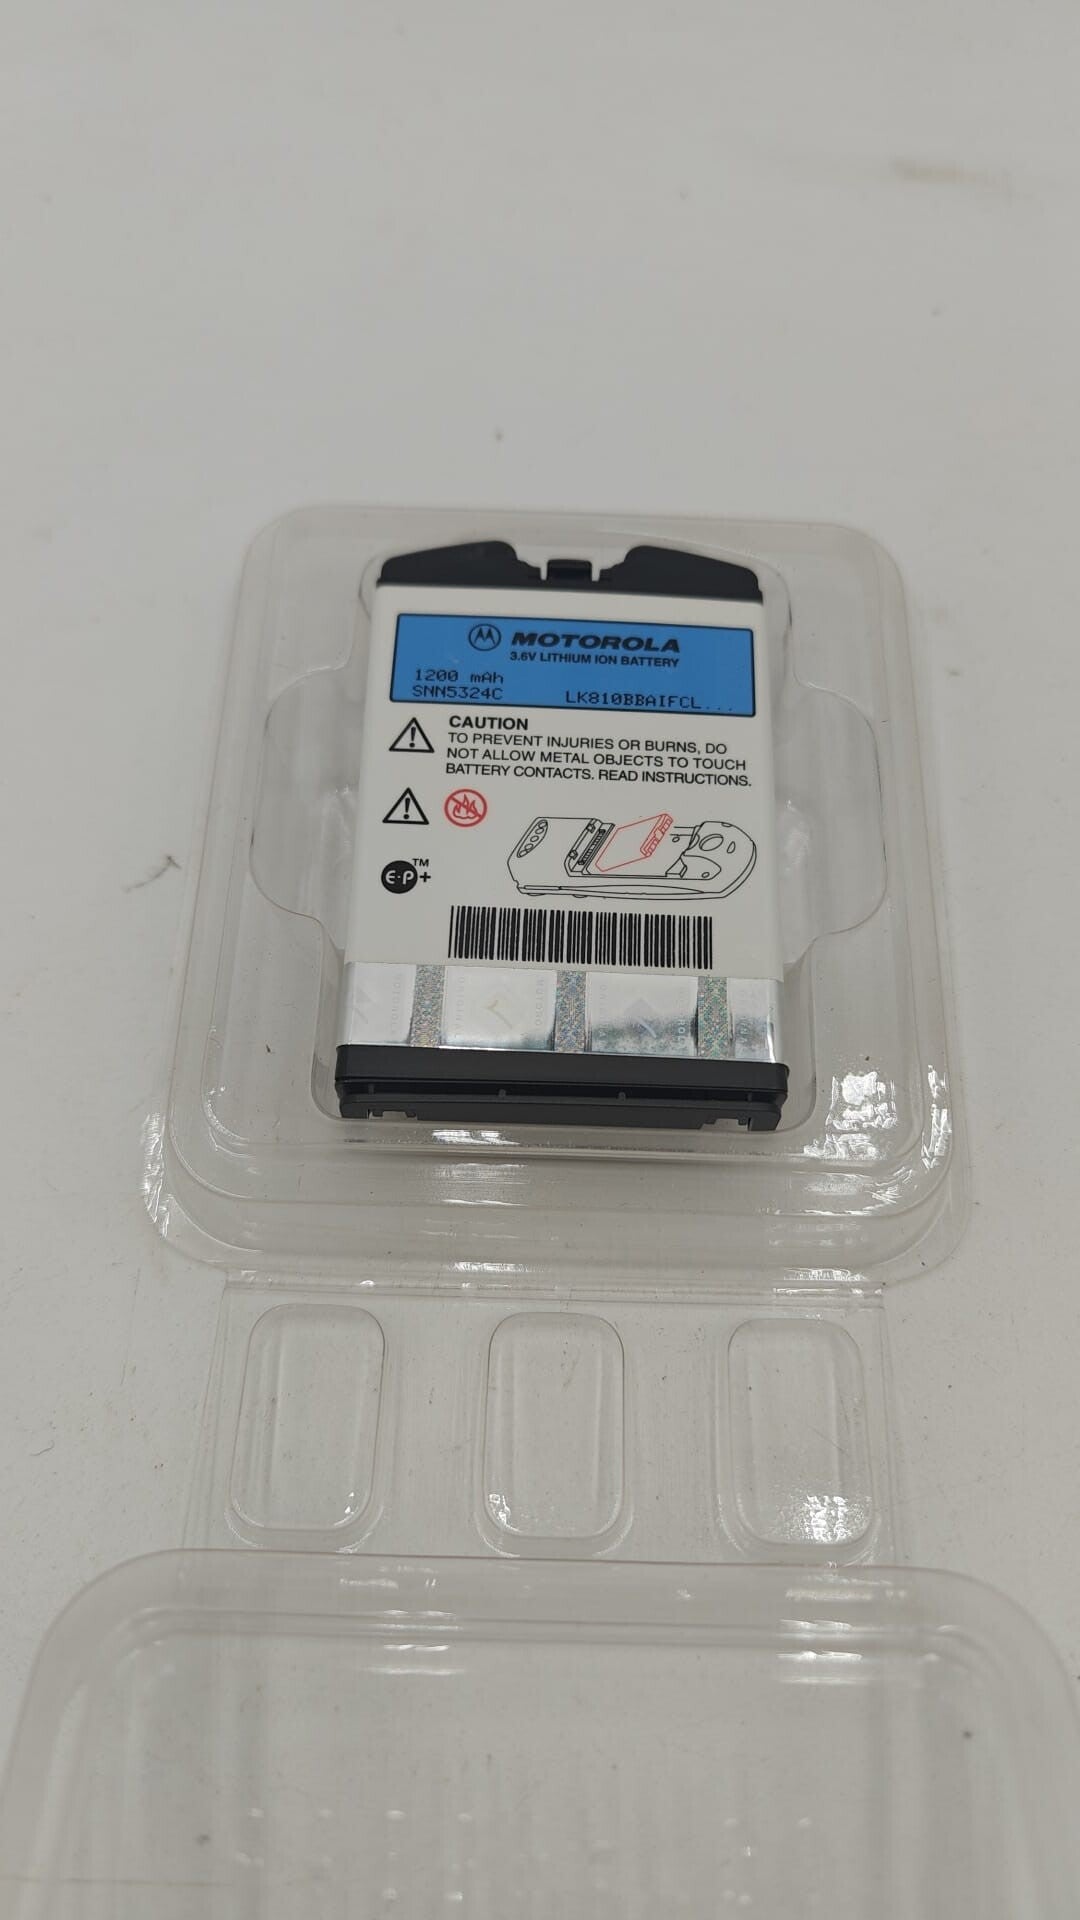 MOTOROLA
3.6V LITHIUM ION BATTERY
1200 mAh
SNN5324C LK810BBAIFCL...
CAUTION
TO PREVENT INJURIES OR BURNS, DO
NOT ALLOW METAL OBJECTS TO TOUCH
BATTERY CONTACTS. READ INSTRUCTIONS.
E·P™+